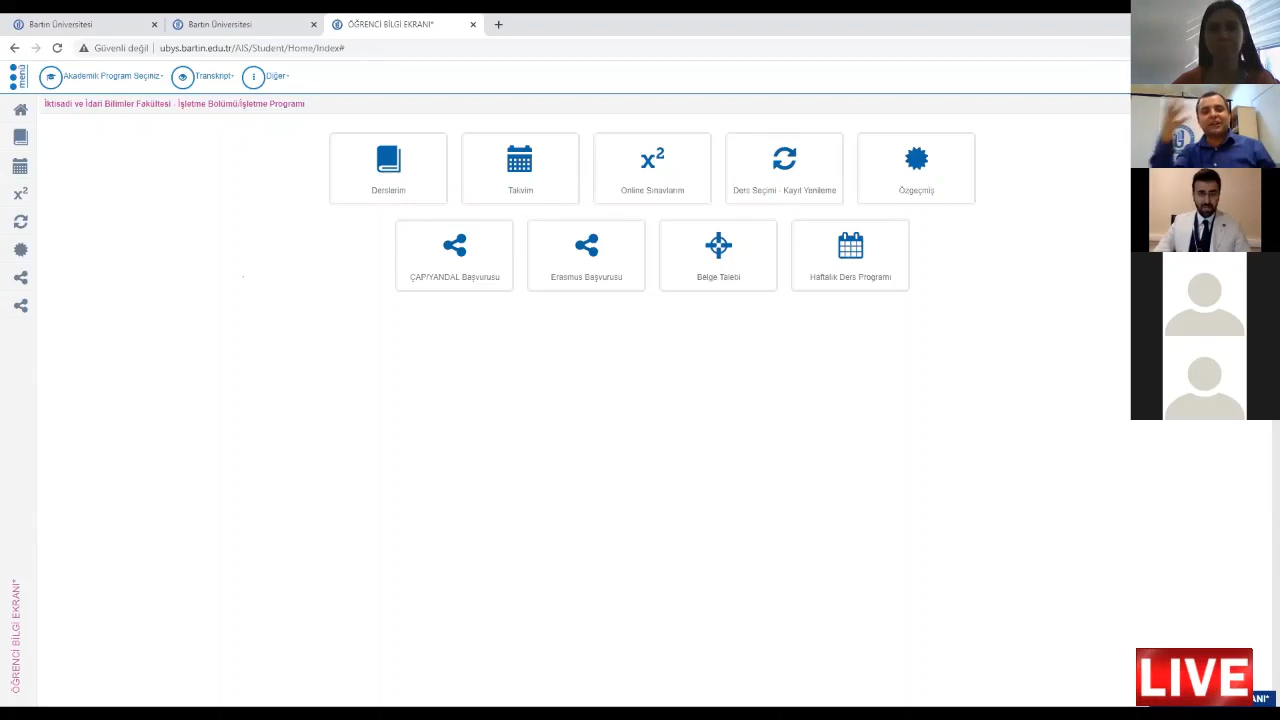 Bartın Üniversitesi
Bartın Üniversitesi
ÖĞRENCİ BİLGİ EKRANI*
Güvenli değil
ubys.bartin.edu.tr/AIS/Student/Home/Index#
menü
Akademik Program Seçiniz
Transkript
Diğer
İktisadi ve İdari Bilimler Fakültesi - İşletme Bölümü/İşletme Programı
Derslerim
Takvim
x²
Online Sınavlarım
Ders Seçimi - Kayıt Yenileme
Özgeçmiş
ÇAP/YANDAL Başvurusu
Erasmus Başvurusu
Belge Talebi
Haftalık Ders Programı
x²
ÖĞRENCİ BİLGİ EKRANI*
LIVE
ANI*